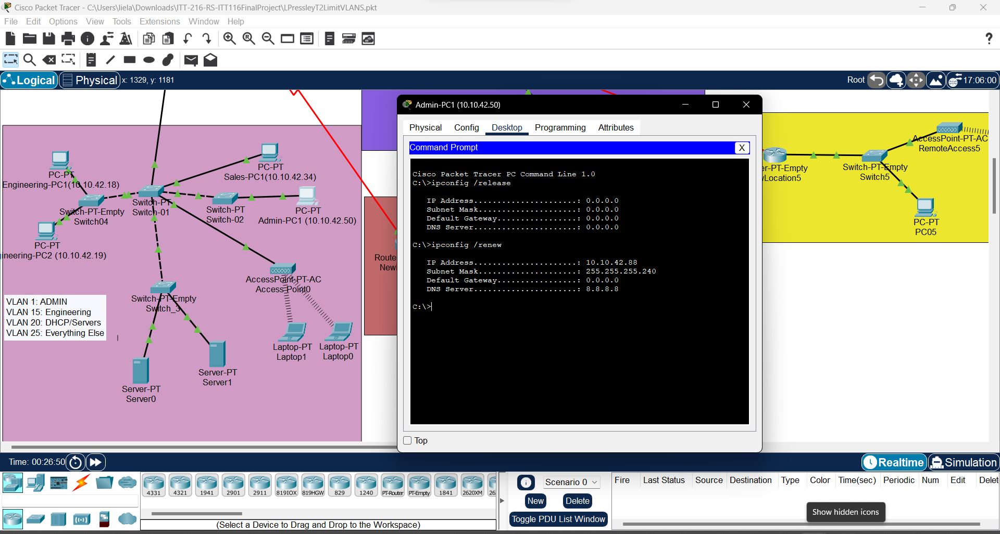 Cisco Packet Tracer - C:\Users\liela\Downloads\ITT-216-RS-ITT116FinalProject\LPressleyT2LimitVLANS.pkt
File Edit Options View Tools Extensions Window Help
Logical Physical x: 1329, y: 1181
Root 17:06:00
PC-PT
Engineering-PC1(10.10.42.18)
PC-PT
Sales-PC1(10.10.42.34)
Switch-PT
Switch-01
Switch-PT-Empty
Switch04
Switch-PT
Switch-02
PC-PT
Admin-PC1 (10.10.42.50)
PC-PT
ineering-PC2 (10.10.42.19)
AccessPoint-PT-AC
Access Point0
Switch-PT-Empty
Switch_3
VLAN 1: ADMIN
VLAN 15: Engineering
VLAN 20: DHCP/Servers
VLAN 25: Everything Else
Laptop-PT
Laptop1
Laptop-PT
Laptop0
Server-PT
Server1
Server-PT
Server0
Route
New
Admin-PC1 (10.10.42.50)
Physical Config Desktop Programming Attributes
Command Prompt X
Cisco Packet Tracer PC Command Line 1.0
C:\>ipconfig /release
IP Address......................: 0.0.0.0
Subnet Mask.....................: 0.0.0.0
Default Gateway.................: 0.0.0.0
DNS Server......................: 0.0.0.0
C:\>ipconfig /renew
IP Address......................: 10.10.42.88
Subnet Mask.....................: 255.255.255.240
Default Gateway.................: 0.0.0.0
DNS Server......................: 8.8.8.8
C:\>
Top
AccessPoint-PT-AC
RemoteAccess5
er-PT-Empty
Location5
Switch-PT-Empty
Switch5
PC-PT
PC05
Time: 00:26:50
Realtime Simulation
4331 4321 1941 2901 2911 819IOX 819HGW 829 1240 PT-Router PT-Empty 1841 2620XM 26
(Select a Device to Drag and Drop to the Workspace)
Scenario 0
New Delete
Toggle PDU List Window
Fire Last Status Source Destination Type Color Time(sec) Periodic Num Edit Delet
Show hidden icons